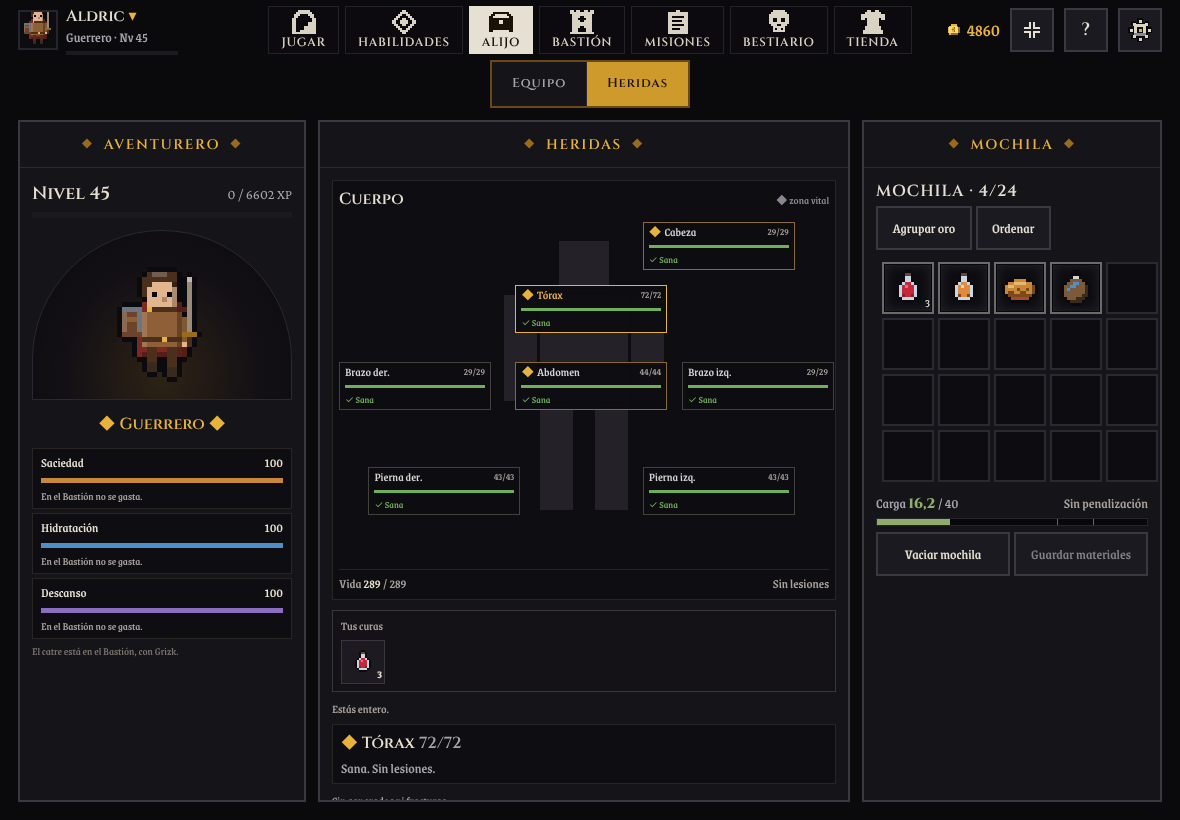 ALDRIC ▾
Guerrero · Nv 45
JUGAR
HABILIDADES
ALIJO
BASTIÓN
MISIONES
BESTIARIO
TIENDA
4860
?
EQUIPO
HERIDAS
AVENTURERO
NIVEL 45
0 / 6602 XP
GUERRERO
Saciedad 100
En el Bastión no se gasta.
Hidratación 100
En el Bastión no se gasta.
Descanso 100
En el Bastión no se gasta.
El catre está en el Bastión, con Grizk.
HERIDAS
CUERPO
zona vital
Cabeza 29/29
✓ Sana
Tórax 72/72
✓ Sana
Brazo der. 29/29
✓ Sana
Abdomen 44/44
✓ Sana
Brazo izq. 29/29
✓ Sana
Pierna der. 43/43
✓ Sana
Pierna izq. 43/43
✓ Sana
Vida 289 / 289
Sin lesiones
Tus curas
3
Estás entero.
TÓRAX 72/72
Sana. Sin lesiones.
MOCHILA
MOCHILA · 4/24
Agrupar oro
Ordenar
3
Carga 16,2 / 40
Sin penalización
Vaciar mochila
Guardar materiales